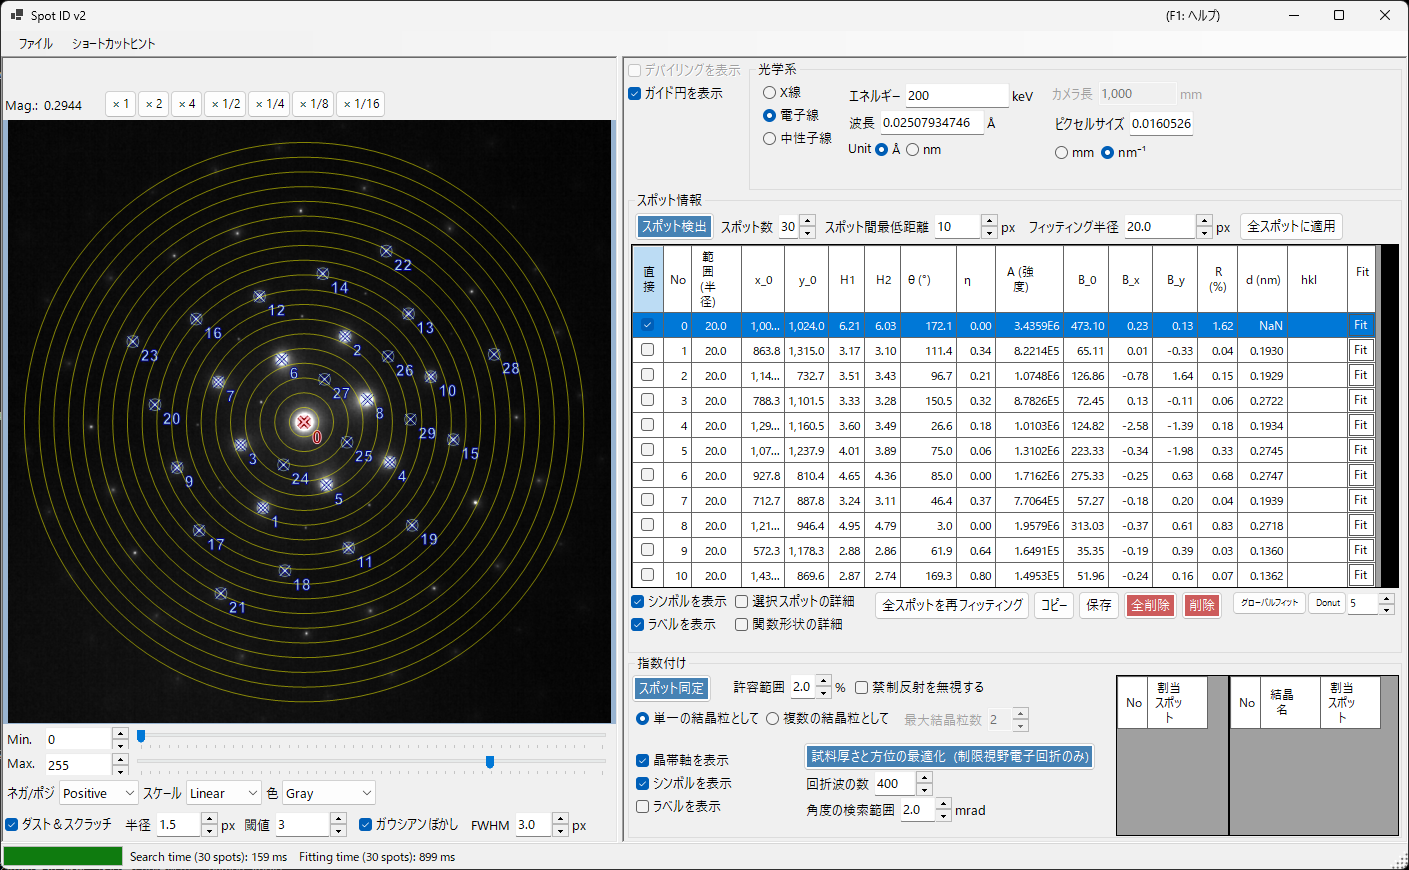 Spot ID v2
(F1: ヘルプ)
ファイル ショートカットヒント
Mag.: 0.2944 × 1 × 2 × 4 × 1/2 × 1/4 × 1/8 × 1/16
22
14
12
13
16
2
23
26
28
6
27
10
7
8
20
0
29
25
15
3
4
9
24
5
1
19
17
11
18
21
Min. 0
Max. 255
ネガ/ポジ Positive スケール Linear 色 Gray
ダスト＆スクラッチ 半径 1.5 px 閾値 3 ガウシアンぼかし FWHM 3.0 px
デバイリングを表示
ガイド円を表示
光学系
X線
電子線
中性子線
エネルギー 200 keV
波長 0.02507934746 Å
Unit Å nm
カメラ長 1,000 mm
ピクセルサイズ 0.0160526
mm nm⁻¹
スポット情報
スポット検出 スポット数 30 スポット間最低距離 10 px フィッティング半径 20.0 px 全スポットに適用
直接 No 範囲(半径) x_0 y_0 H1 H2 θ (°) η A (強度) B_0 B_x B_y R (%) d (nm) hkl Fit
0 20.0 1,00... 1,024.0 6.21 6.03 172.1 0.00 3.4359E6 473.10 0.23 0.13 1.62 NaN Fit
1 20.0 863.8 1,315.0 3.17 3.10 111.4 0.34 8.2214E5 65.11 0.01 -0.33 0.04 0.1930 Fit
2 20.0 1,14... 732.7 3.51 3.43 96.7 0.21 1.0748E6 126.86 -0.78 1.64 0.15 0.1929 Fit
3 20.0 788.3 1,101.5 3.33 3.28 150.5 0.32 8.7826E5 72.45 0.13 -0.11 0.06 0.2722 Fit
4 20.0 1,29... 1,160.5 3.60 3.49 26.6 0.18 1.0103E6 124.82 -2.58 -1.39 0.18 0.1934 Fit
5 20.0 1,07... 1,237.9 4.01 3.89 75.0 0.06 1.3102E6 223.33 -0.34 -1.98 0.33 0.2745 Fit
6 20.0 927.8 810.4 4.65 4.36 85.0 0.00 1.7162E6 275.33 -0.25 0.63 0.68 0.2747 Fit
7 20.0 712.7 887.8 3.24 3.11 46.4 0.37 7.7064E5 57.27 -0.18 0.20 0.04 0.1939 Fit
8 20.0 1,21... 946.4 4.95 4.79 3.0 0.00 1.9579E6 313.03 -0.37 0.61 0.83 0.2718 Fit
9 20.0 572.3 1,178.3 2.88 2.86 61.9 0.64 1.6491E5 35.35 -0.19 0.39 0.03 0.1360 Fit
10 20.0 1,43... 869.6 2.87 2.74 169.3 0.80 1.4953E5 51.96 -0.24 0.16 0.07 0.1362 Fit
シンボルを表示 選択スポットの詳細 全スポットを再フィッティング コピー 保存 全削除 削除 グローバルフィット Donut 5
ラベルを表示 関数形状の詳細
指数付け
スポット同定 許容範囲 2.0 % 禁制反射を無視する
単一の結晶粒として 複数の結晶粒として 最大結晶粒数 2
晶帯軸を表示 試料厚さと方位の最適化 (制限視野電子回折のみ)
シンボルを表示 回折波の数 400
ラベルを表示 角度の検索範囲 2.0 mrad
No 割当スポット
No 結晶名 割当スポット
Search time (30 spots): 159 ms Fitting time (30 spots): 899 ms